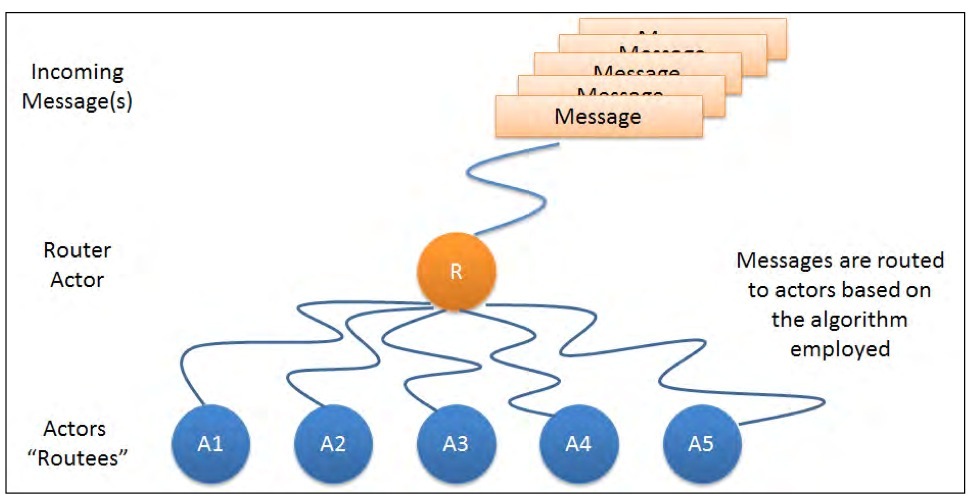 Incoming
Message(s)
Message
Message
Message
Message
Router
Actor
R
Messages are routed
to actors based on
the algorithm
employed
Actors
“Routees”
A1 A2 A3 A4 A5